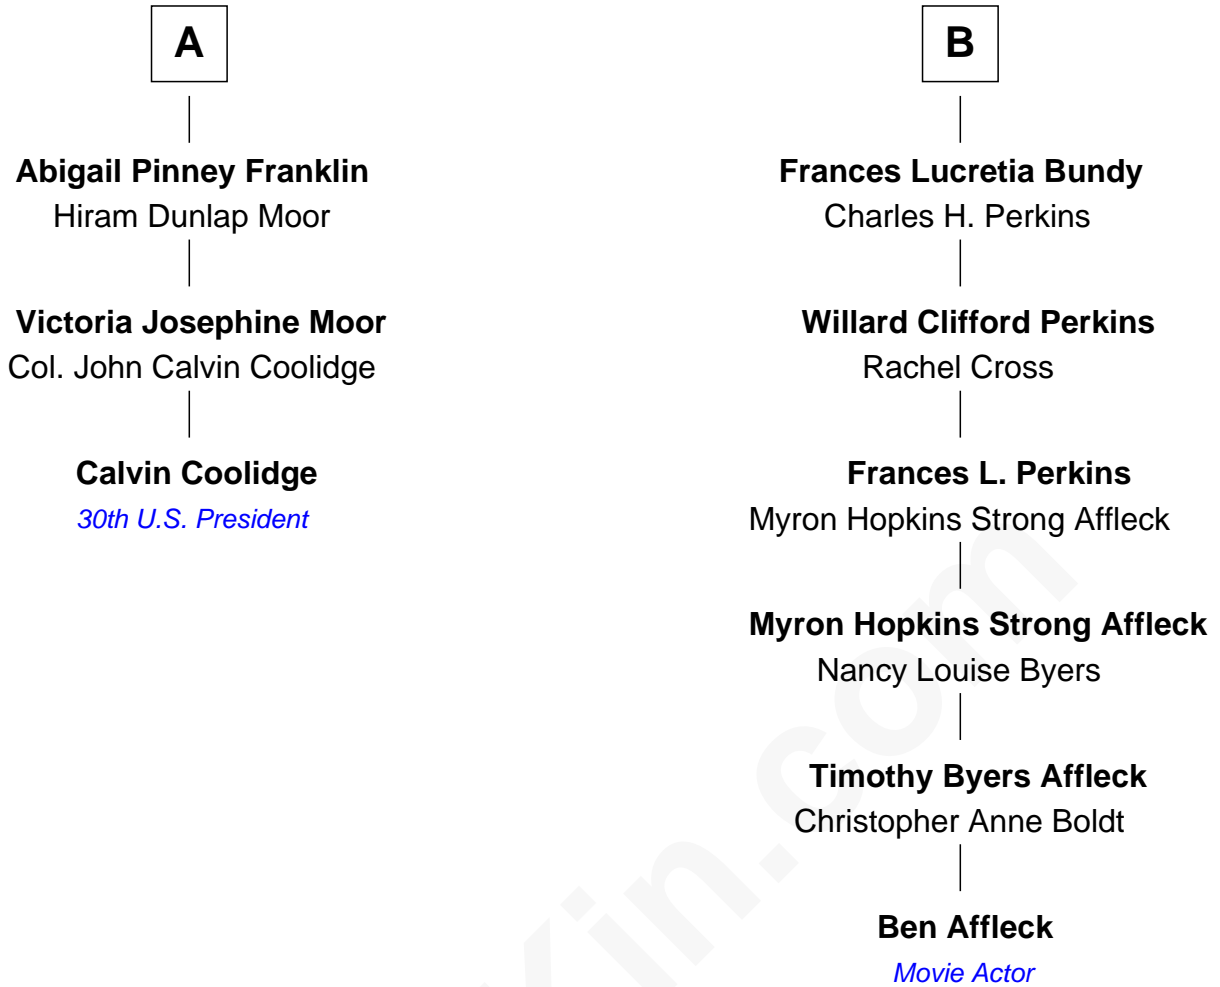 A
Abigail Pinney Franklin
Hiram Dunlap Moor
Victoria Josephine Moor
Col. John Calvin Coolidge
Calvin Coolidge
30th U.S. President
B
Frances Lucretia Bundy
Charles H. Perkins
Willard Clifford Perkins
Rachel Cross
Frances L. Perkins
Myron Hopkins Strong Affleck
Myron Hopkins Strong Affleck
Nancy Louise Byers
Timothy Byers Affleck
Christopher Anne Boldt
Ben Affleck
Movie Actor
Kin.com